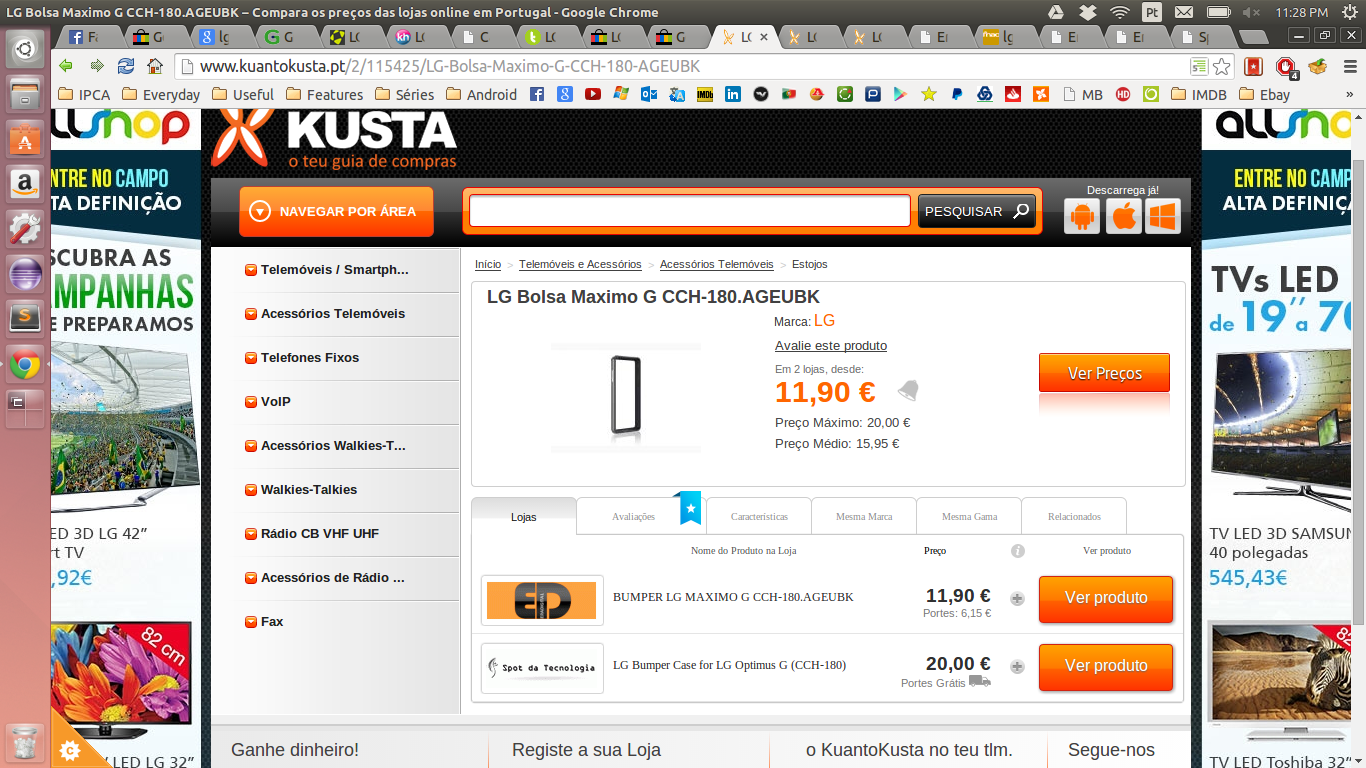 LG Bolsa Maximo G CCH-180.AGEUBK – Compara os preços das lojas online em Portugal - Google Chrome
Pt
11:28 PM
www.kuantokusta.pt/2/115425/LG-Bolsa-Maximo-G-CCH-180-AGEUBK
4
IPCA
Everyday
Useful
Features
Séries
Android
MB
IMDB
Ebay
»
KUSTA
o teu guia de compras
NAVEGAR POR ÁREA
PESQUISAR
Descarrega já!
allshop
ENTRE NO CAMPO
ALTA DEFINIÇÃO
DESCUBRA AS
CAMPANHAS
QUE PREPARAMOS
LED 3D LG 42”
Smart TV
,92€
82 cm
LED LG 32”
Telemóveis / Smartph...
Acessórios Telemóveis
Telefones Fixos
VoIP
Acessórios Walkies-T...
Walkies-Talkies
Rádio CB VHF UHF
Acessórios de Rádio ...
Fax
Início > Telemóveis e Acessórios > Acessórios Telemóveis > Estojos
LG Bolsa Maximo G CCH-180.AGEUBK
Marca: LG
Avalie este produto
Em 2 lojas, desde:
11,90 €
Preço Máximo: 20,00 €
Preço Médio: 15,95 €
Ver Preços
Lojas
Avaliações
Características
Mesma Marca
Mesma Gama
Relacionados
Nome do Produto na Loja
Preço
Ver produto
BUMPER LG MAXIMO G CCH-180.AGEUBK
11,90 €
Portes: 6,15 €
Ver produto
Spot da Tecnologia
LG Bumper Case for LG Optimus G (CCH-180)
20,00 €
Portes Grátis
Ver produto
Ganhe dinheiro!
Registe a sua Loja
o KuantoKusta no teu tlm.
Segue-nos
ENTRE NO CAMP
ALTA DEFINIÇ
TVs LED
de 19’’ a 70
TV LED 3D SAMSUN
40 polegadas
545,43€
82
TV LED Toshiba 32”